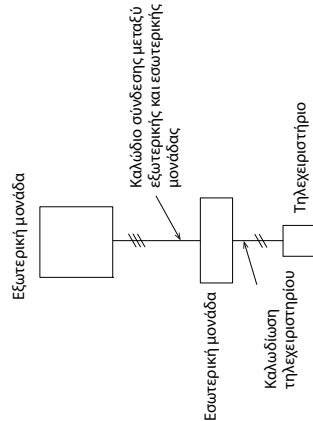 Εξωτερική μονάδα
Καλώδιο σύνδεσης μεταξύ
εξωτερικής και εσωτερικής
μονάδας
Εσωτερική μονάδα
Καλωδίωση
τηλεχειριστηρίου
Τηλεχειριστήριο